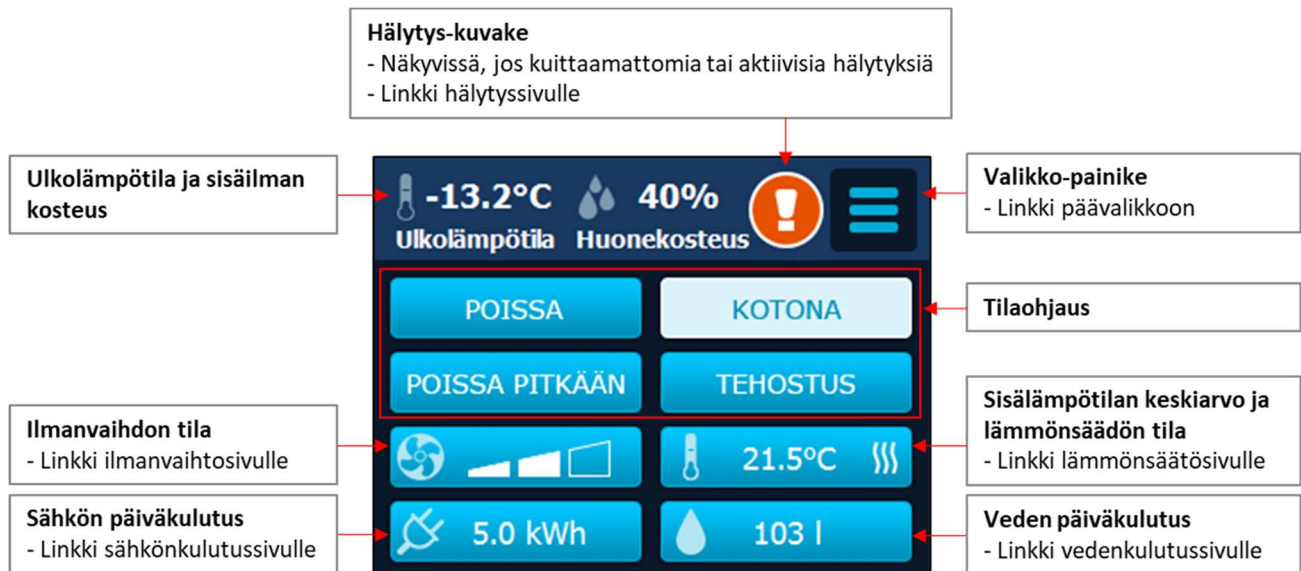 Hälytys-kuvake
- Näkyvissä, jos kuittaamattomia tai aktiivisia hälytyksiä
- Linkki hälytyssivulle
Ulkolämpötila ja sisäilman
kosteus
-13.2°C 40%
Ulkolämpötila Huonekosteus
Valikko-painike
- Linkki päävalikkoon
POISSA KOTONA
POISSA PITKÄÄN TEHOSTUS
Tilaohjaus
Ilmanvaihdon tila
- Linkki ilmanvaihtosivulle
21.5°C
Sisälämpötilan keskiarvo ja
lämmönsäädön tila
- Linkki lämmönsäätösivulle
Sähkön päiväkulutus
- Linkki sähkönkulutussivulle
5.0 kWh 103 l
Veden päiväkulutus
- Linkki vedenkulutussivulle